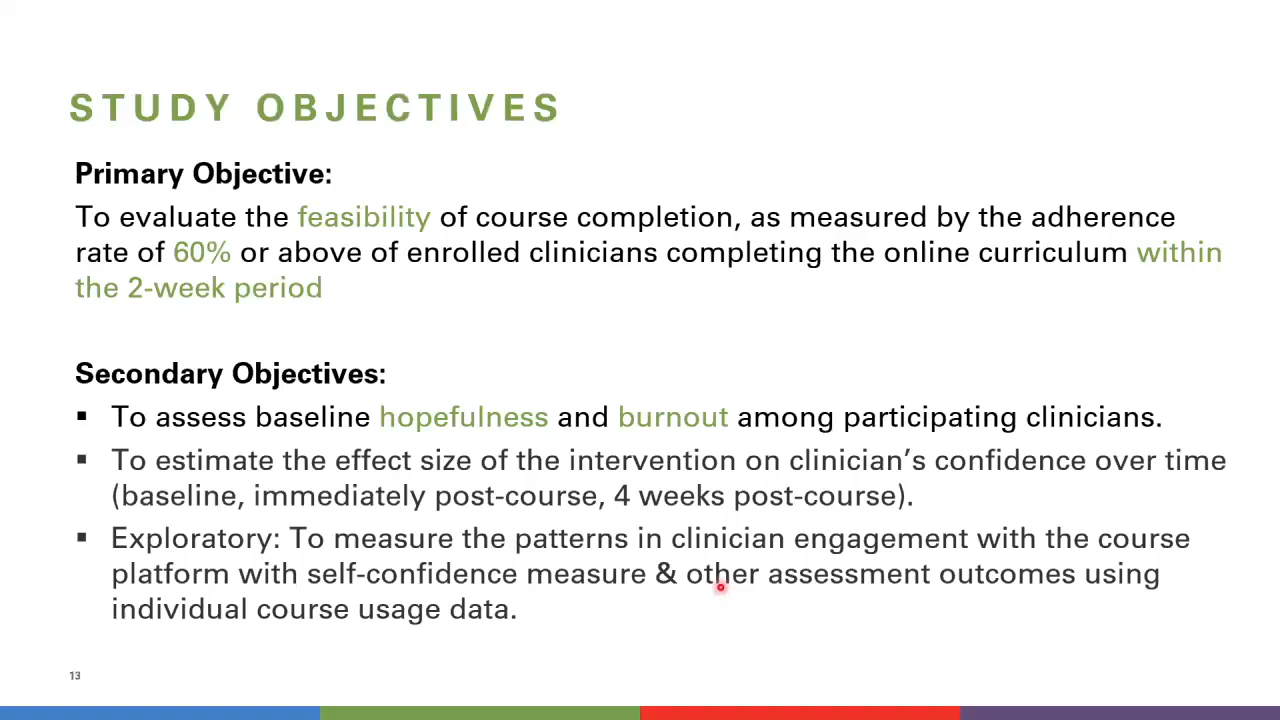 STUDY OBJECTIVES
Primary Objective:
To evaluate the feasibility of course completion, as measured by the adherence
rate of 60% or above of enrolled clinicians completing the online curriculum within
the 2-week period
Secondary Objectives:
▪ To assess baseline hopefulness and burnout among participating clinicians.
▪ To estimate the effect size of the intervention on clinician’s confidence over time
(baseline, immediately post-course, 4 weeks post-course).
▪ Exploratory: To measure the patterns in clinician engagement with the course
platform with self-confidence measure & other assessment outcomes using
individual course usage data.
13